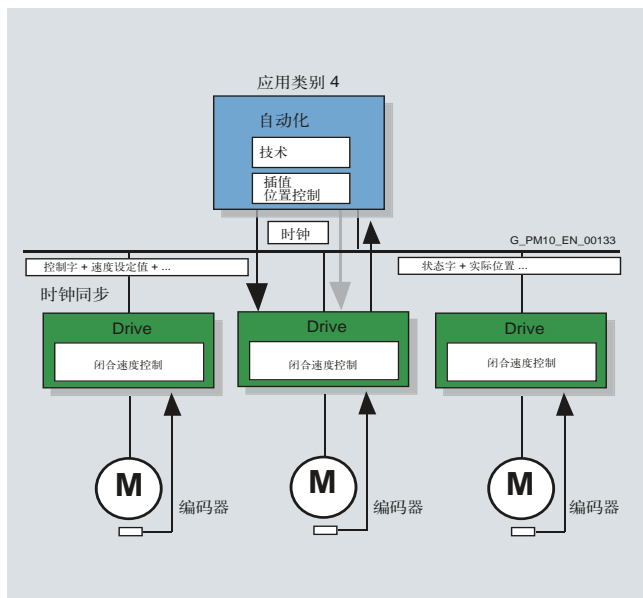 应用类别 4
自动化
技术
插值
位置控制
时钟
G_PM10_EN_00133
控制字 + 速度设定值 + ...
状态字 + 实际位置 ...
时钟同步
Drive
Drive
Drive
闭合速度控制
闭合速度控制
闭合速度控制
M
M
M
编码器
编码器
编码器